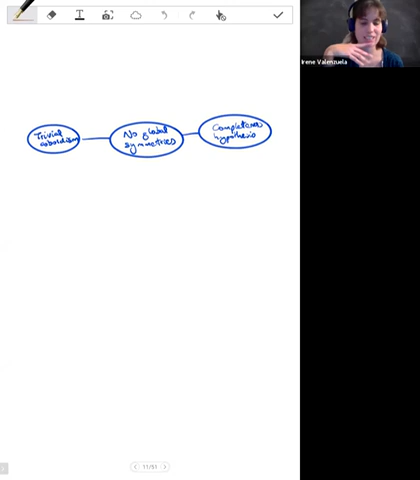 Irene Valenzuela
Trivial
cobordism
No global
symmetries
Completeness
hypothesis
11/51